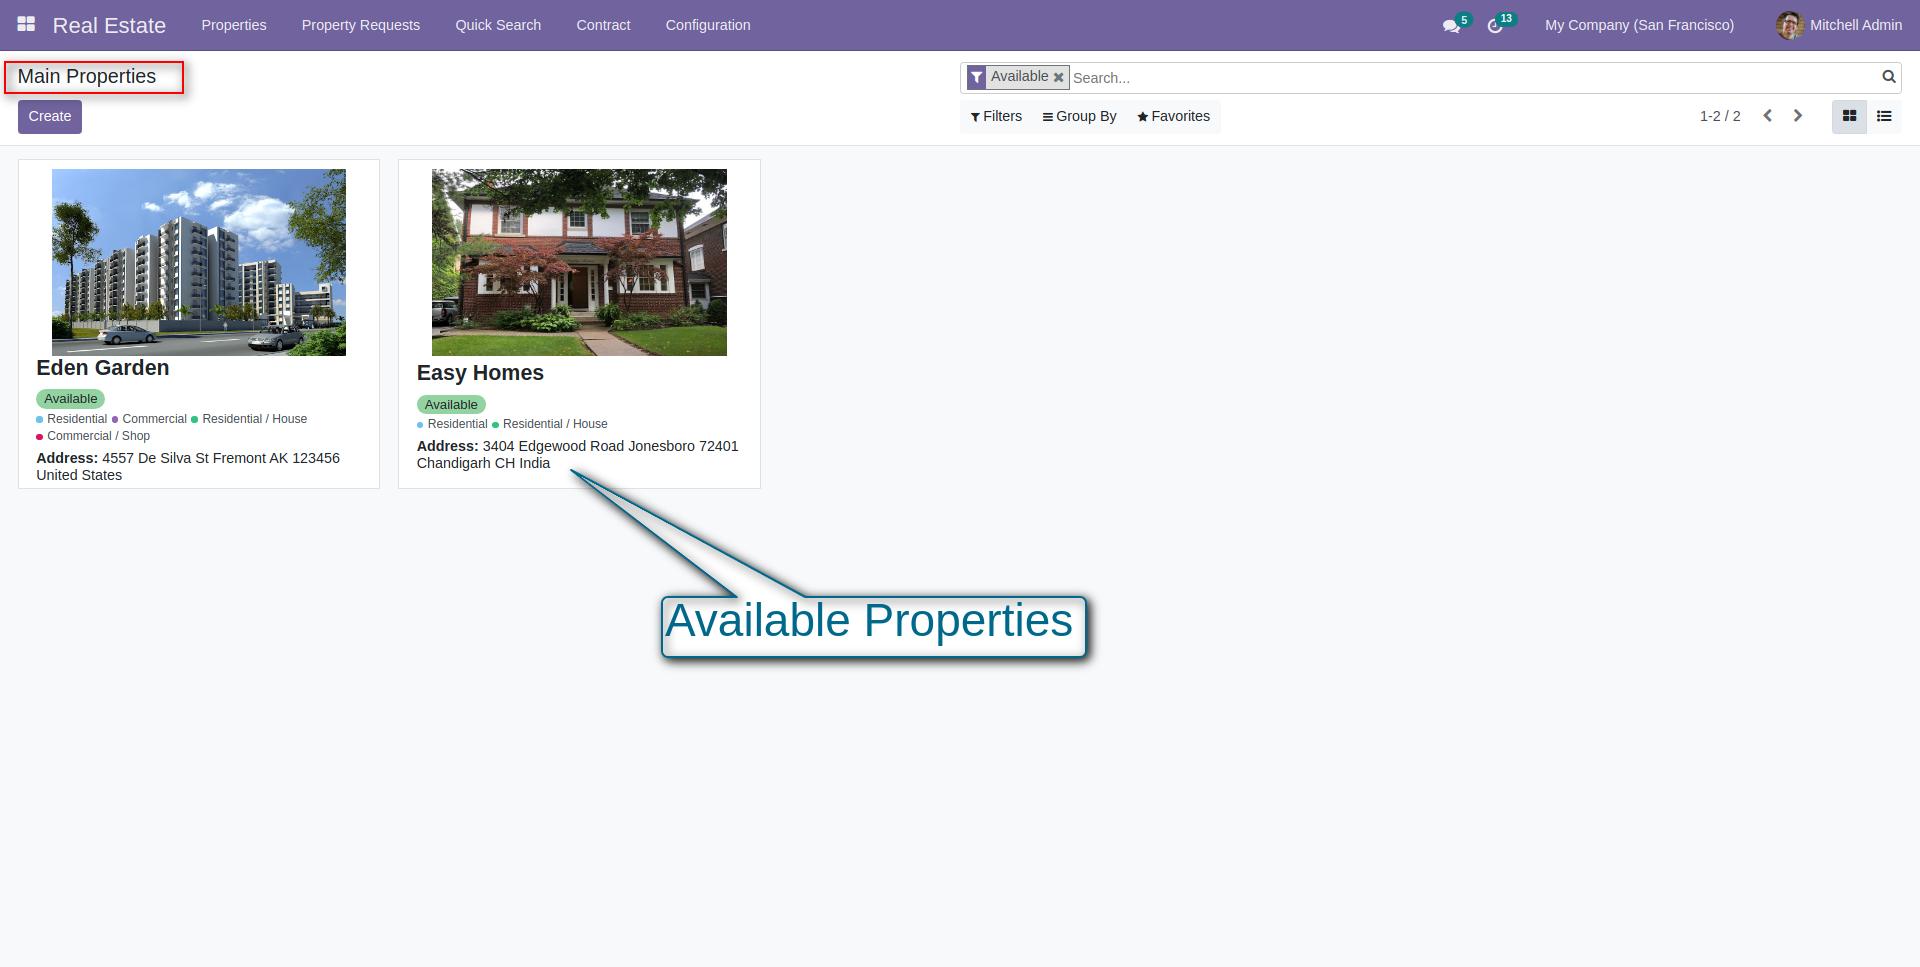 Real Estate
Properties
Property Requests
Quick Search
Contract
Configuration
5
13
My Company (San Francisco)
Mitchell Admin
Main Properties
Available
Search...
Create
Filters
Group By
Favorites
1-2 / 2
Eden Garden
Available
Residential Commercial Residential / House
Commercial / Shop
Address: 4557 De Silva St Fremont AK 123456
United States
Easy Homes
Available
Residential Residential / House
Address: 3404 Edgewood Road Jonesboro 72401
Chandigarh CH India
Available Properties